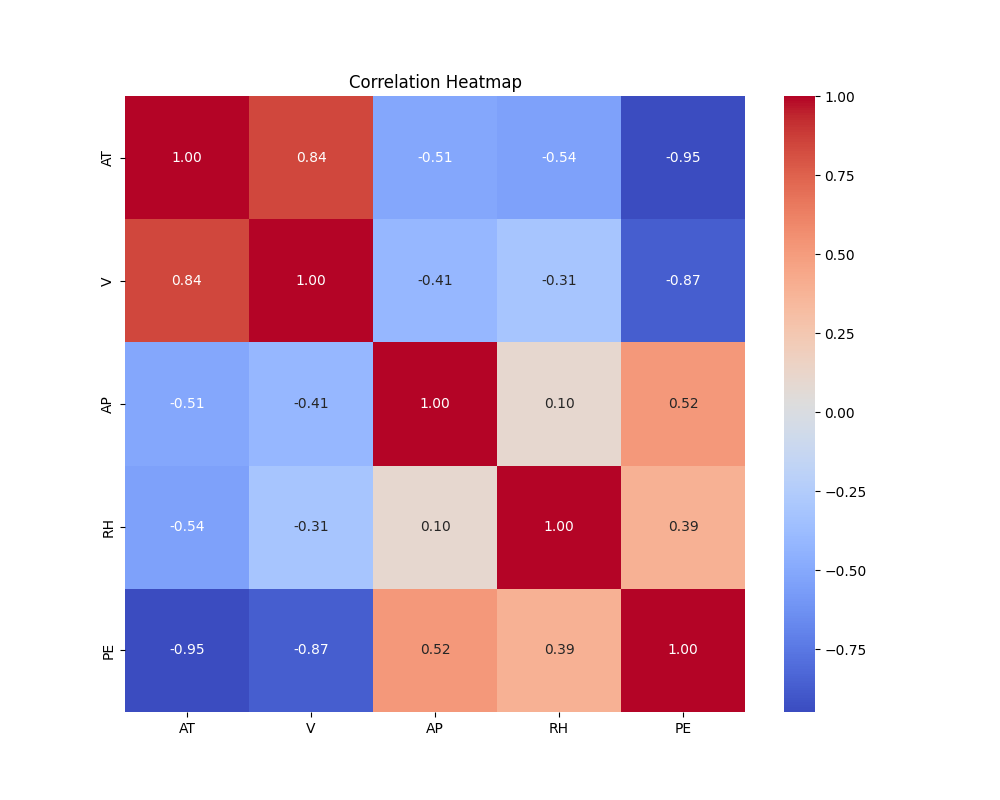 Correlation Heatmap
AT 1.00 0.84 -0.51 -0.54 -0.95
V 0.84 1.00 -0.41 -0.31 -0.87
AP -0.51 -0.41 1.00 0.10 0.52
RH -0.54 -0.31 0.10 1.00 0.39
PE -0.95 -0.87 0.52 0.39 1.00
AT V AP RH PE
1.00
0.75
0.50
0.25
0.00
−0.25
−0.50
−0.75